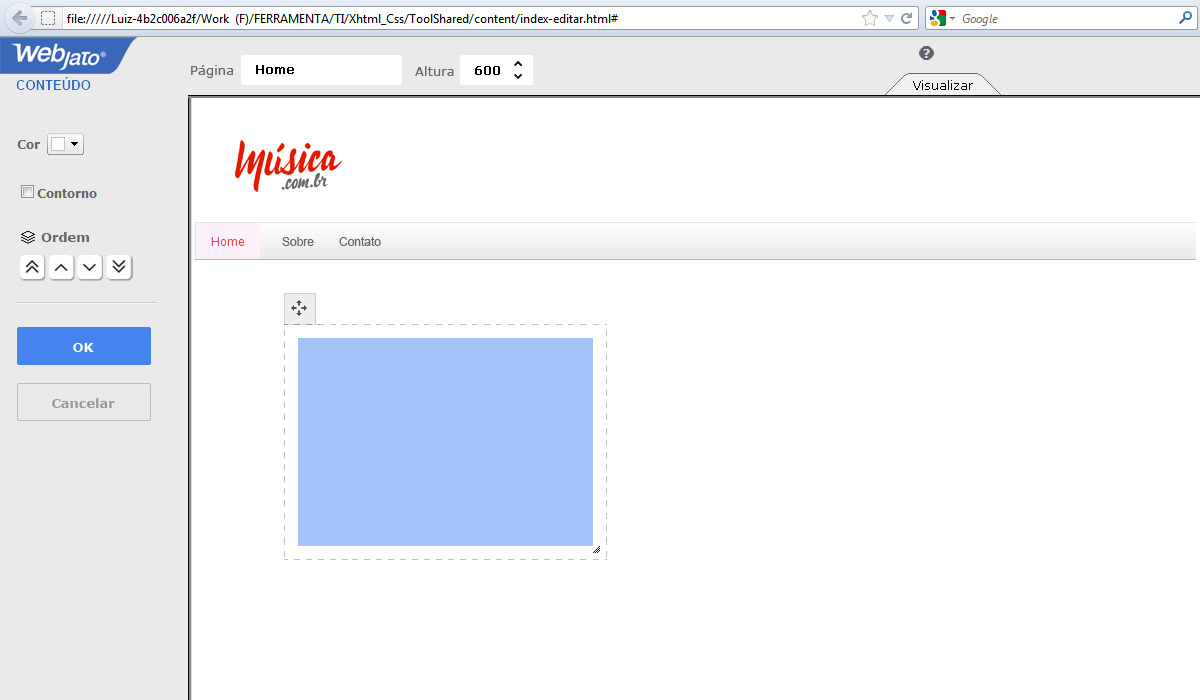 file://///Luiz-4b2c006a2f/Work (F)/FERRAMENTA/TI/Xhtml_Css/ToolShared/content/index-editar.html#
Google
WebJato®
CONTEÚDO
Página
Home
Altura
600
?
Visualizar
Cor
Contorno
Ordem
OK
Cancelar
Música
.com.br
Home
Sobre
Contato